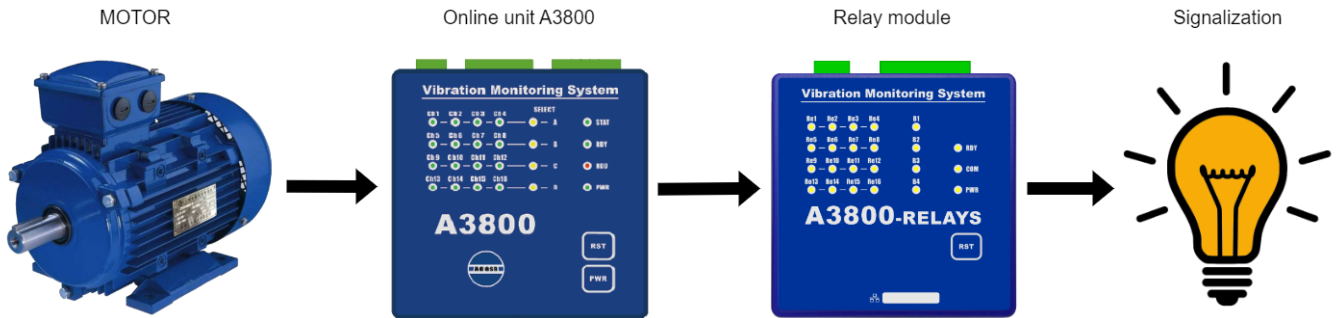 MOTOR
Online unit A3800
Relay module
Signalization
Vibration Monitoring System
SELECT
Ch1 Ch2 Ch3 Ch4 A STAT
Ch5 Ch6 Ch7 Ch8 B RDY
Ch9 Ch10 Ch11 Ch12 C
Ch13 Ch14 Ch15 Ch16 D PWR
A3800
RST
PWR
Vibration Monitoring System
Re1 Re2 Re3 Re4 B1
Re5 Re6 Re7 Re8 B2 RDY
Re9 Re10 Re11 Re12 B3 COM
Re13 Re14 Re15 Re16 B4 PWR
A3800-RELAYS
RST